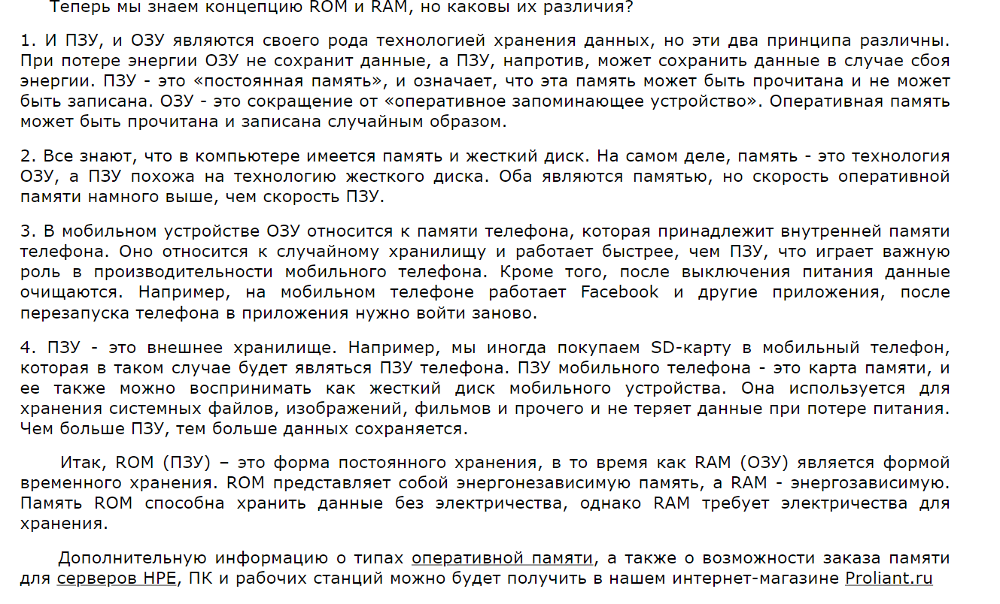 Теперь мы знаем концепцию ROM и RAM, но каковы их различия?
1. И ПЗУ, и ОЗУ являются своего рода технологией хранения данных, но эти два принципа различны.
При потере энергии ОЗУ не сохранит данные, а ПЗУ, напротив, может сохранить данные в случае сбоя
энергии. ПЗУ - это «постоянная память», и означает, что эта память может быть прочитана и не может
быть записана. ОЗУ - это сокращение от «оперативное запоминающее устройство». Оперативная память
может быть прочитана и записана случайным образом.
2. Все знают, что в компьютере имеется память и жесткий диск. На самом деле, память - это технология
ОЗУ, а ПЗУ похожа на технологию жесткого диска. Оба являются памятью, но скорость оперативной
памяти намного выше, чем скорость ПЗУ.
3. В мобильном устройстве ОЗУ относится к памяти телефона, которая принадлежит внутренней памяти
телефона. Оно относится к случайному хранилищу и работает быстрее, чем ПЗУ, что играет важную
роль в производительности мобильного телефона. Кроме того, после выключения питания данные
очищаются. Например, на мобильном телефоне работает Facebook и другие приложения, после
перезапуска телефона в приложения нужно войти заново.
4. ПЗУ - это внешнее хранилище. Например, мы иногда покупаем SD-карту в мобильный телефон,
которая в таком случае будет являться ПЗУ телефона. ПЗУ мобильного телефона - это карта памяти, и
ее также можно воспринимать как жесткий диск мобильного устройства. Она используется для
хранения системных файлов, изображений, фильмов и прочего и не теряет данные при потере питания.
Чем больше ПЗУ, тем больше данных сохраняется.
Итак, ROM (ПЗУ) – это форма постоянного хранения, в то время как RAM (ОЗУ) является формой
временного хранения. ROM представляет собой энергонезависимую память, а RAM - энергозависимую.
Память ROM способна хранить данные без электричества, однако RAM требует электричества для
хранения.
Дополнительную информацию о типах оперативной памяти, а также о возможности заказа памяти
для серверов HPE, ПК и рабочих станций можно будет получить в нашем интернет-магазине Proliant.ru